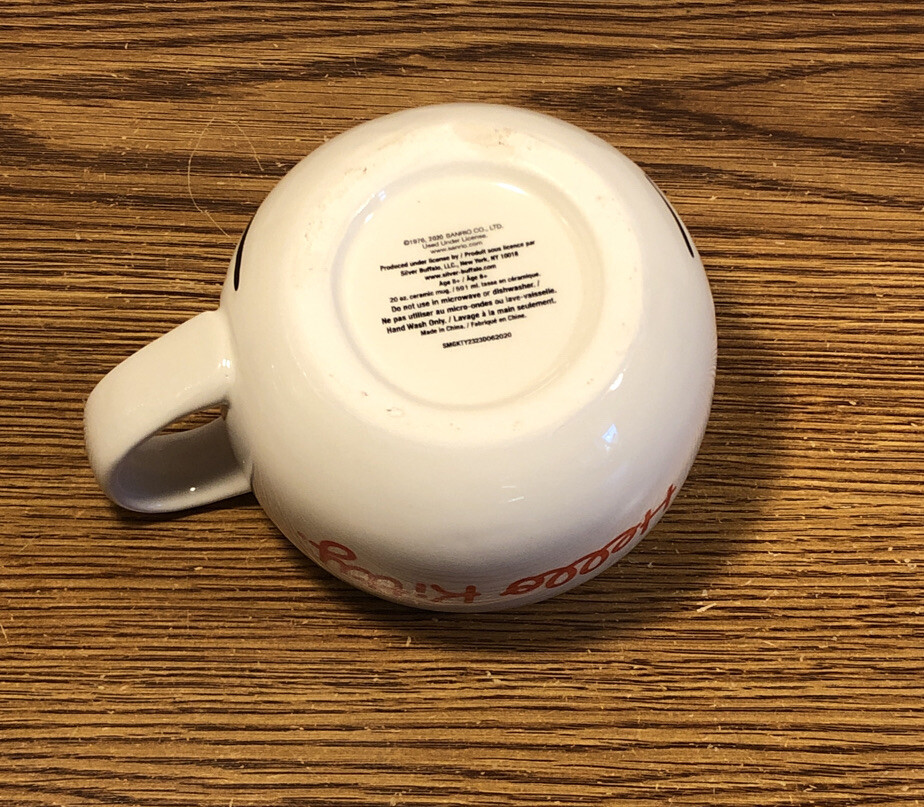 ©1976, 2020 SANRIO CO., LTD.
Used Under License.
www.sanrio.com
Produced under license by / Produit sous licence par
Silver Buffalo, LLC., New York, NY 10018
www.silver-buffalo.com
Age 8+ / Âge 8+
20 oz. ceramic mug. / 591 ml. tasse en céramique.
Do not use in microwave or dishwasher. /
Ne pas utiliser au micro-ondes ou lave-vaisselle.
Hand Wash Only. / Lavage à la main seulement.
Made in China. / Fabriqué en Chine.
Hello Kitty